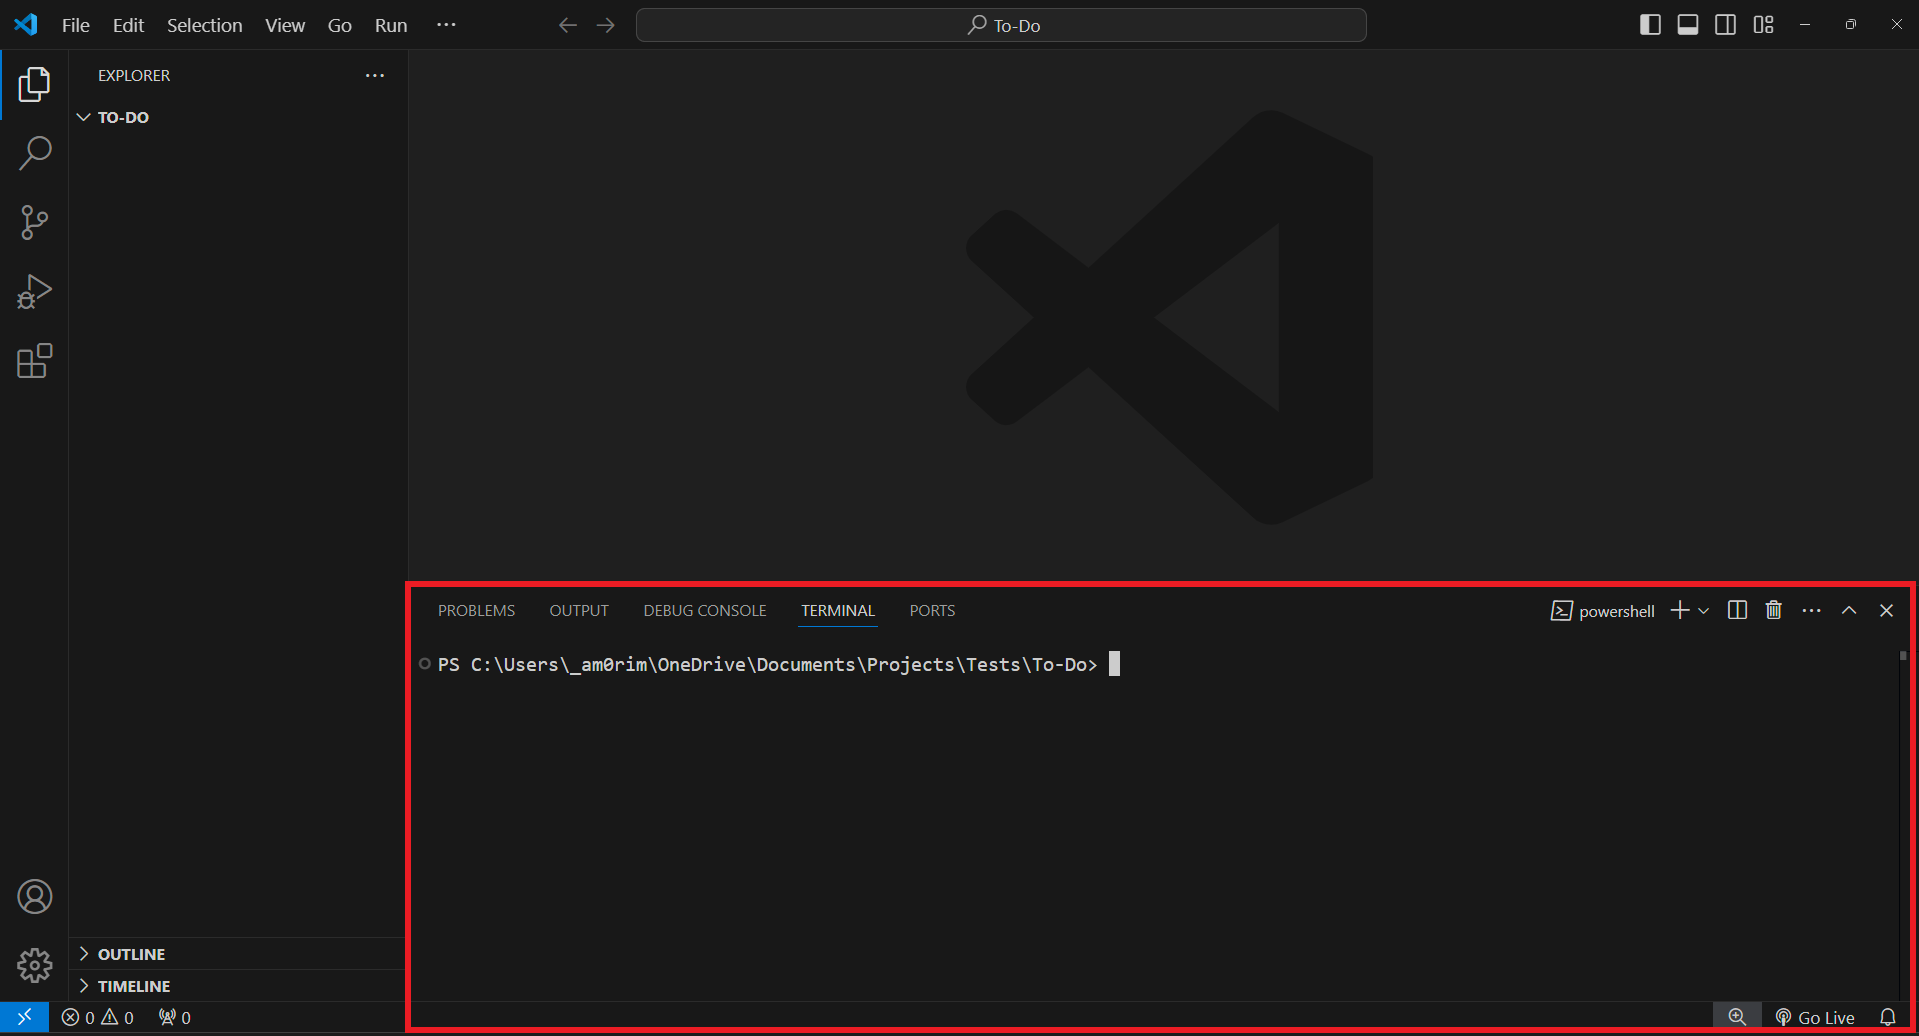 File Edit Selection View Go Run ··· To-Do
EXPLORER ···
TO-DO
PROBLEMS OUTPUT DEBUG CONSOLE TERMINAL PORTS powershell ···
PS C:\Users\_am0rim\OneDrive\Documents\Projects\Tests\To-Do>
OUTLINE
TIMELINE
0 0 0 Go Live